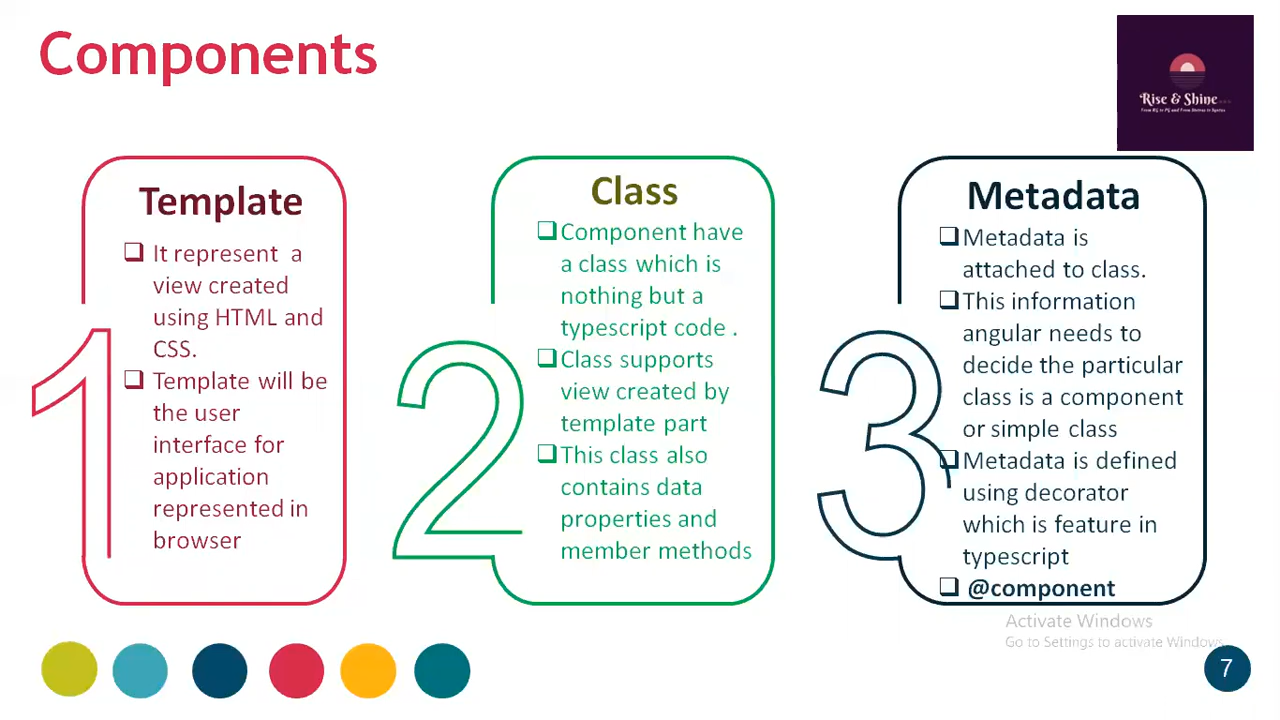 Components
Rise & Shine
Template
It represent a
view created
using HTML and
CSS.
Template will be
the user
interface for
application
represented in
browser
1
Class
Component have
a class which is
nothing but a
typescript code .
Class supports
view created by
template part
This class also
contains data
properties and
member methods
2
Metadata
Metadata is
attached to class.
This information
angular needs to
decide the particular
class is a component
or simple class
Metadata is defined
using decorator
which is feature in
typescript
@component
3
Activate Windows
Go to Settings to activate Windows.
7